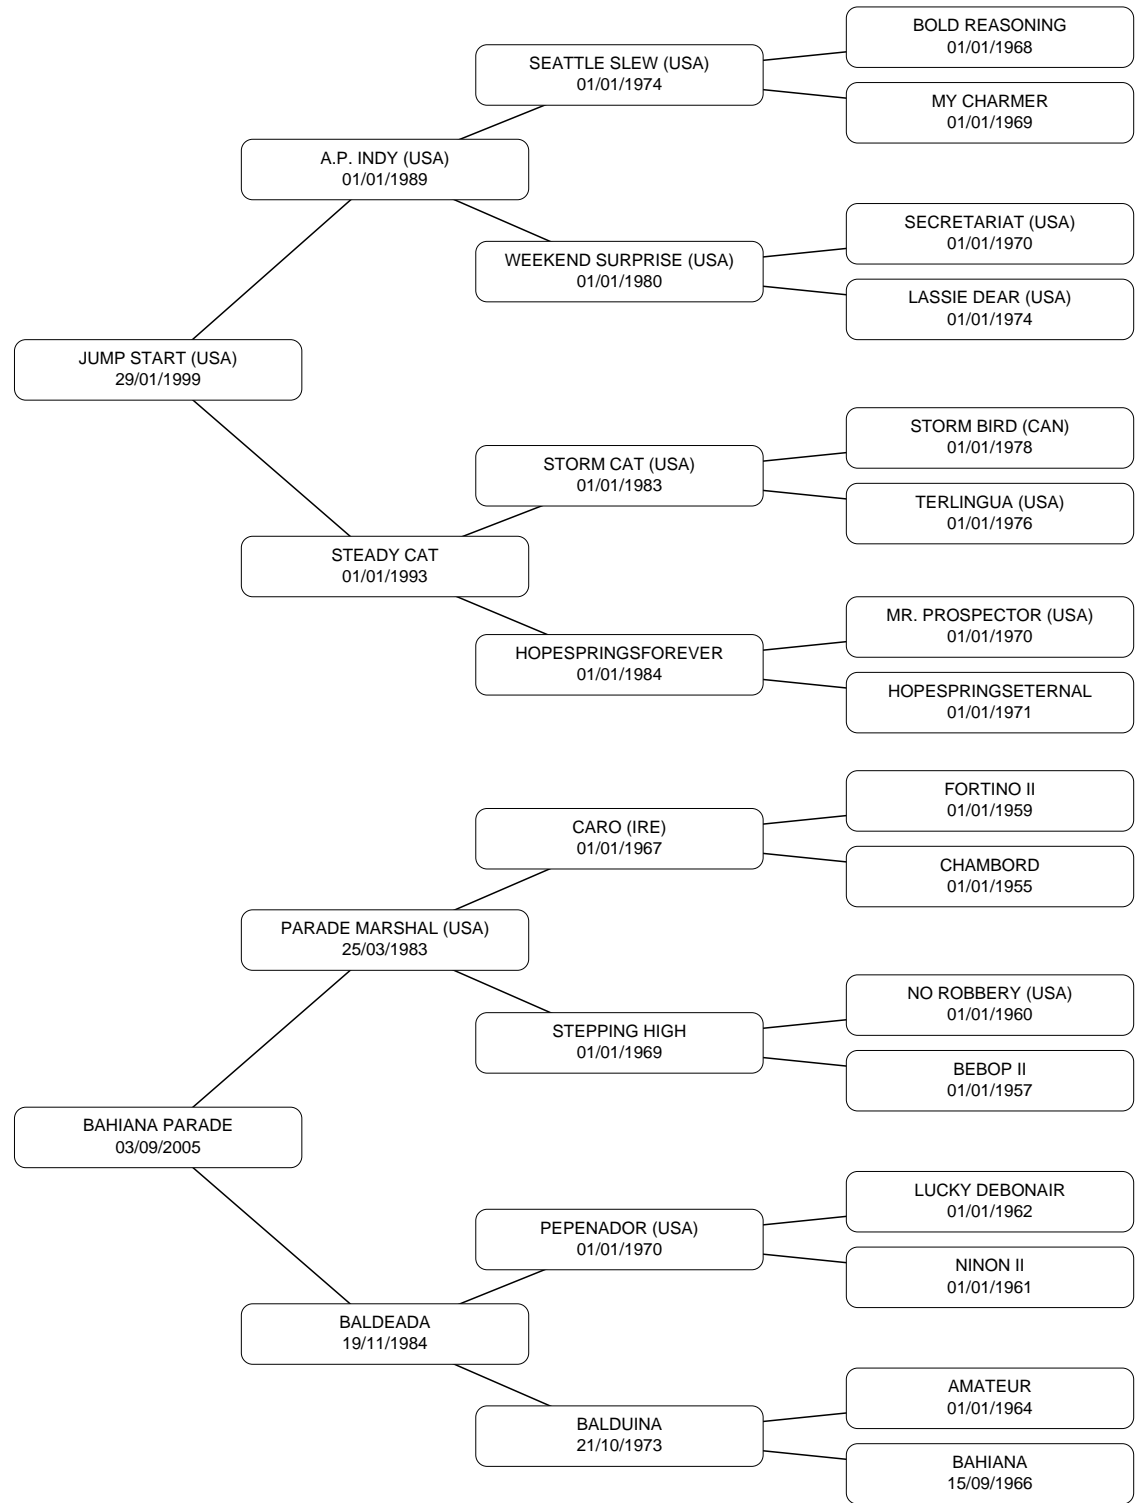 BOLD REASONING
01/01/1968
SEATTLE SLEW (USA)
01/01/1974
MY CHARMER
01/01/1969
A.P. INDY (USA)
01/01/1989
SECRETARIAT (USA)
01/01/1970
WEEKEND SURPRISE (USA)
01/01/1980
LASSIE DEAR (USA)
01/01/1974
JUMP START (USA)
29/01/1999
STORM BIRD (CAN)
01/01/1978
STORM CAT (USA)
01/01/1983
TERLINGUA (USA)
01/01/1976
STEADY CAT
01/01/1993
MR. PROSPECTOR (USA)
01/01/1970
HOPESPRINGSFOREVER
01/01/1984
HOPESPRINGSETERNAL
01/01/1971
FORTINO II
01/01/1959
CARO (IRE)
01/01/1967
CHAMBORD
01/01/1955
PARADE MARSHAL (USA)
25/03/1983
NO ROBBERY (USA)
01/01/1960
STEPPING HIGH
01/01/1969
BEBOP II
01/01/1957
BAHIANA PARADE
03/09/2005
LUCKY DEBONAIR
01/01/1962
PEPENADOR (USA)
01/01/1970
NINON II
01/01/1961
BALDEADA
19/11/1984
AMATEUR
01/01/1964
BALDUINA
21/10/1973
BAHIANA
15/09/1966